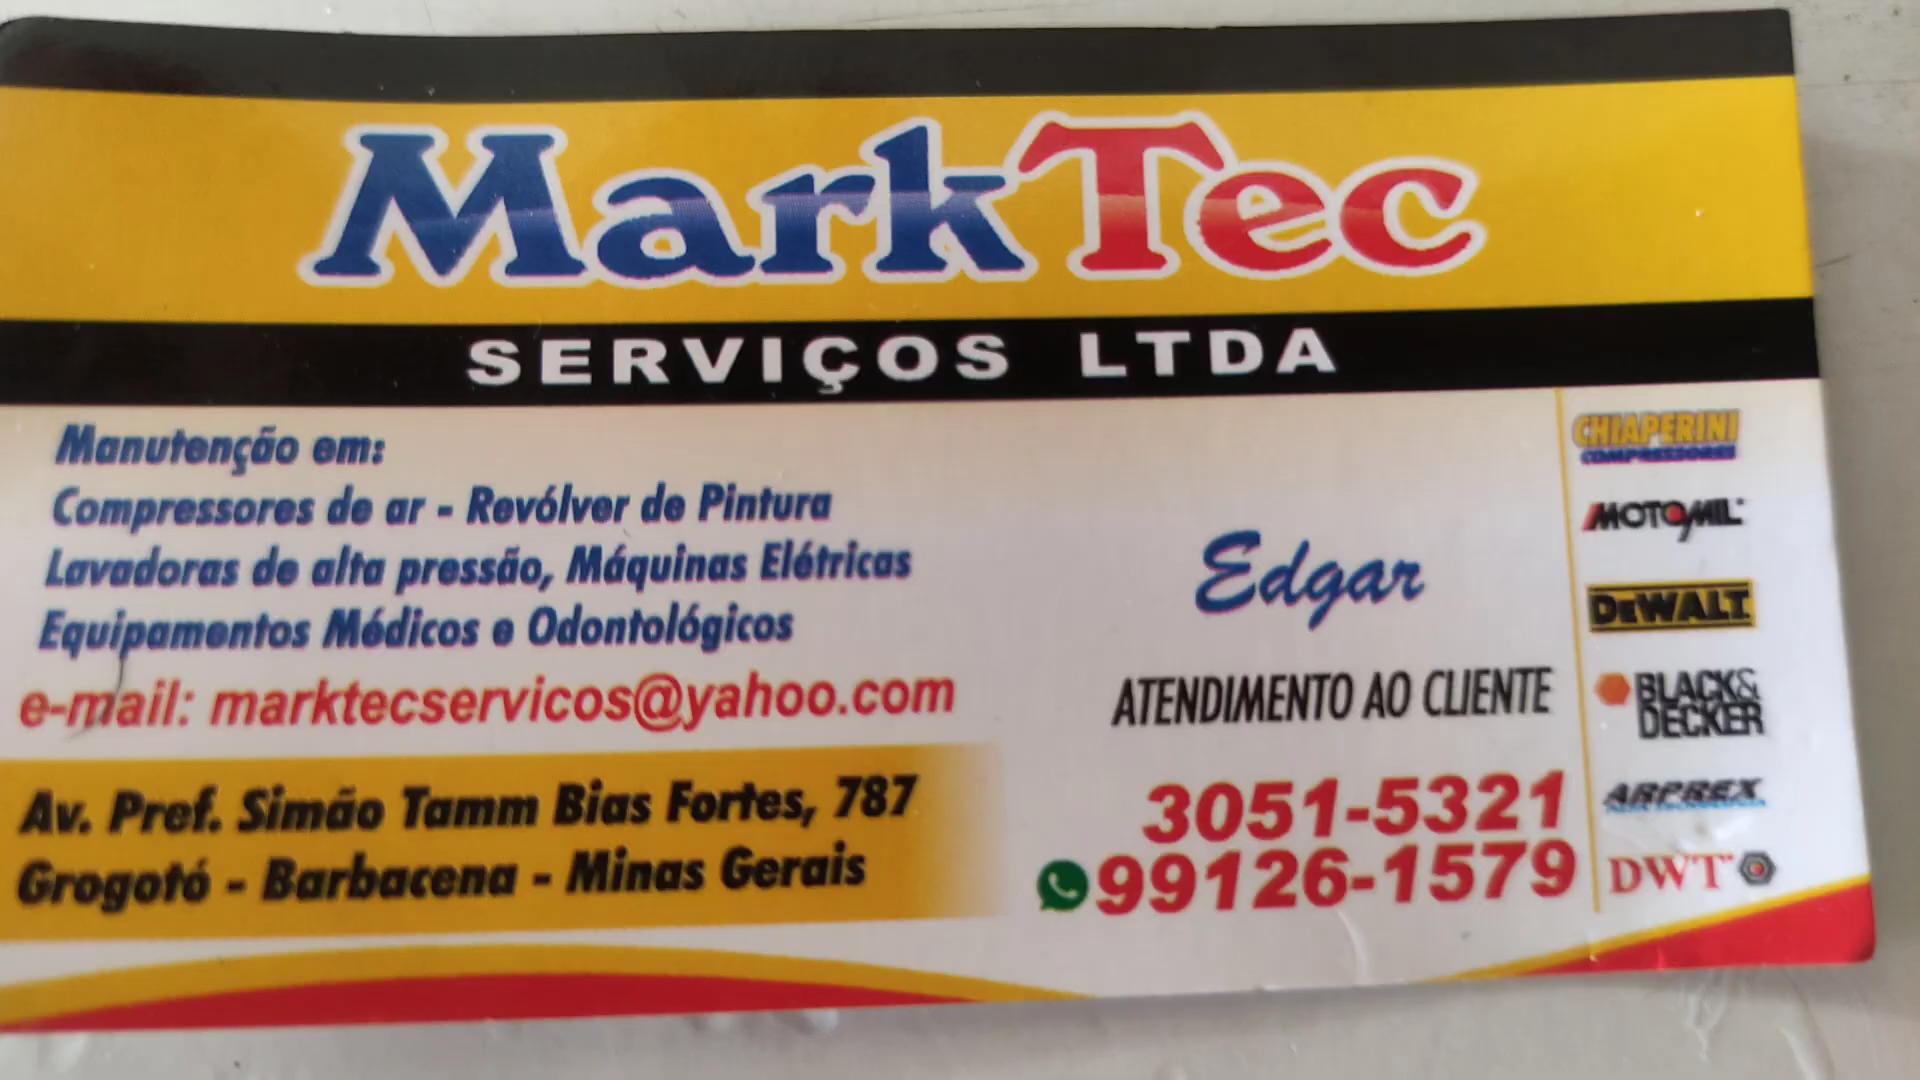 MarkTec
SERVIÇOS LTDA
Manutenção em:
Compressores de ar - Revólver de Pintura
Lavadoras de alta pressão, Máquinas Elétricas
Equipamentos Médicos e Odontológicos
e-mail: marktecservicos@yahoo.com
Av. Pref. Simão Tamm Bias Fortes, 787
Grogotó - Barbacena - Minas Gerais
Edgar
ATENDIMENTO AO CLIENTE
3051-5321
99126-1579
CHIAPERINI
COMPRESSORES
MOTOMIL
DEWALT
BLACK&
DECKER
ARPREX
DWT